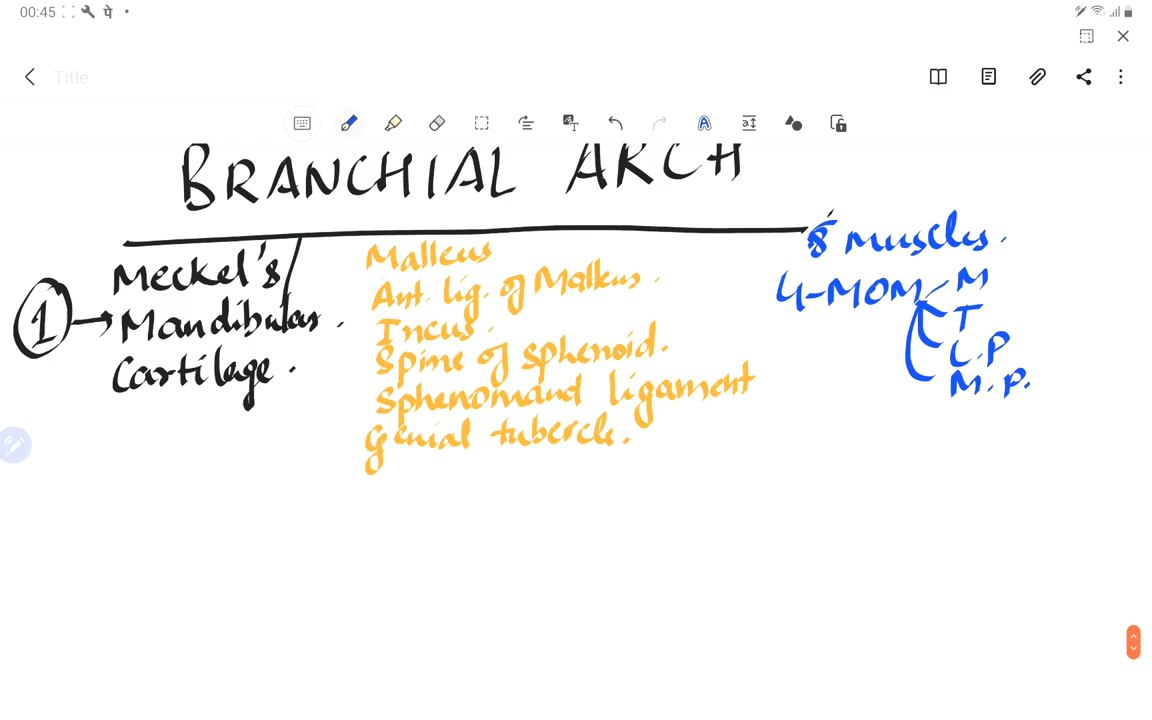 00:45
Title
BRANCHIAL ARCH
Meckel's/
1 → Mandibular.
Cartilage.
Malleus
Ant. lig. of Malleus.
Incus.
Spine of sphenoid.
Sphenomand ligament
Genial tubercle.
8 Muscles.
4-MOM < M
T
L.P
M.P.